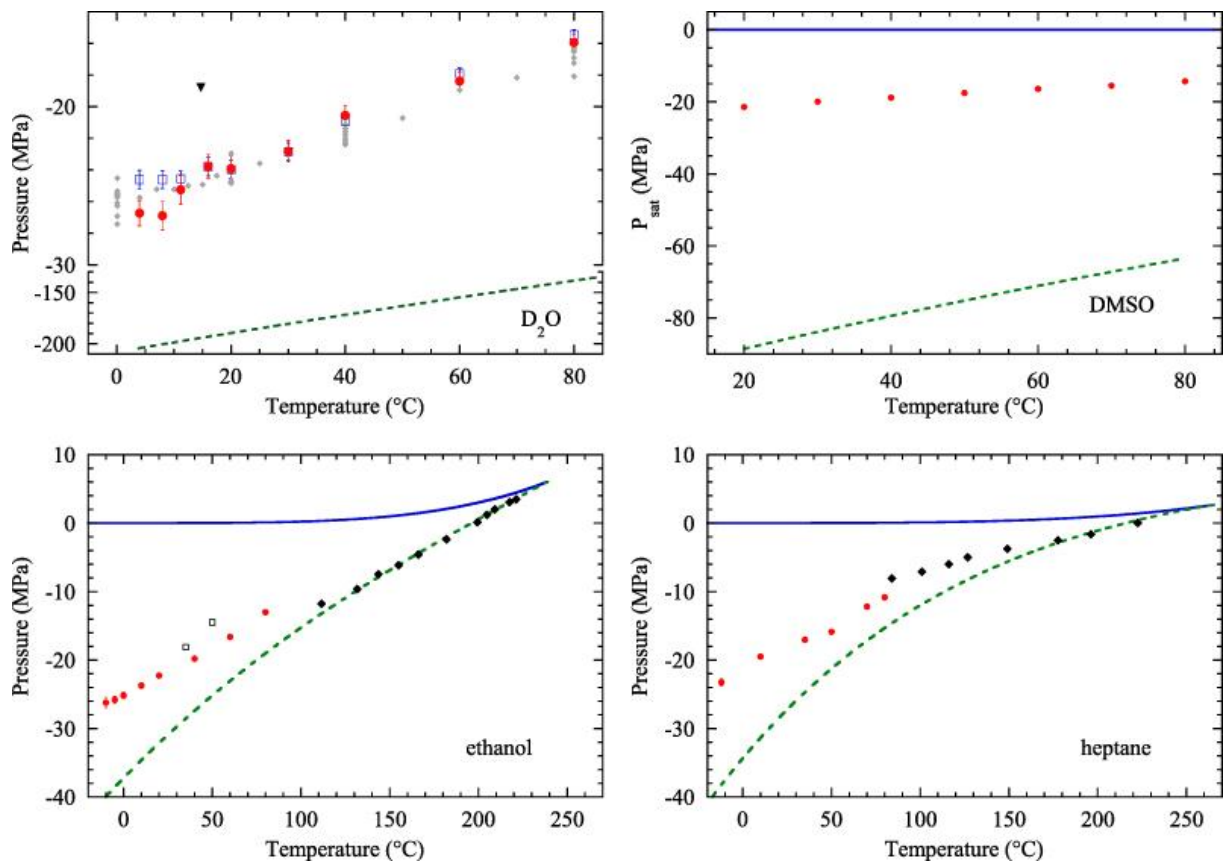 -20
-30
-150
-200
Pressure (MPa)
D₂O
0 20 40 60 80
Temperature (°C)
0
-20
-40
-60
-80
P sat (MPa)
DMSO
20 40 60 80
Temperature (°C)
10
0
-10
-20
-30
-40
Pressure (MPa)
ethanol
0 50 100 150 200 250
Temperature (°C)
10
0
-10
-20
-30
-40
Pressure (MPa)
heptane
0 50 100 150 200 250
Temperature (°C)